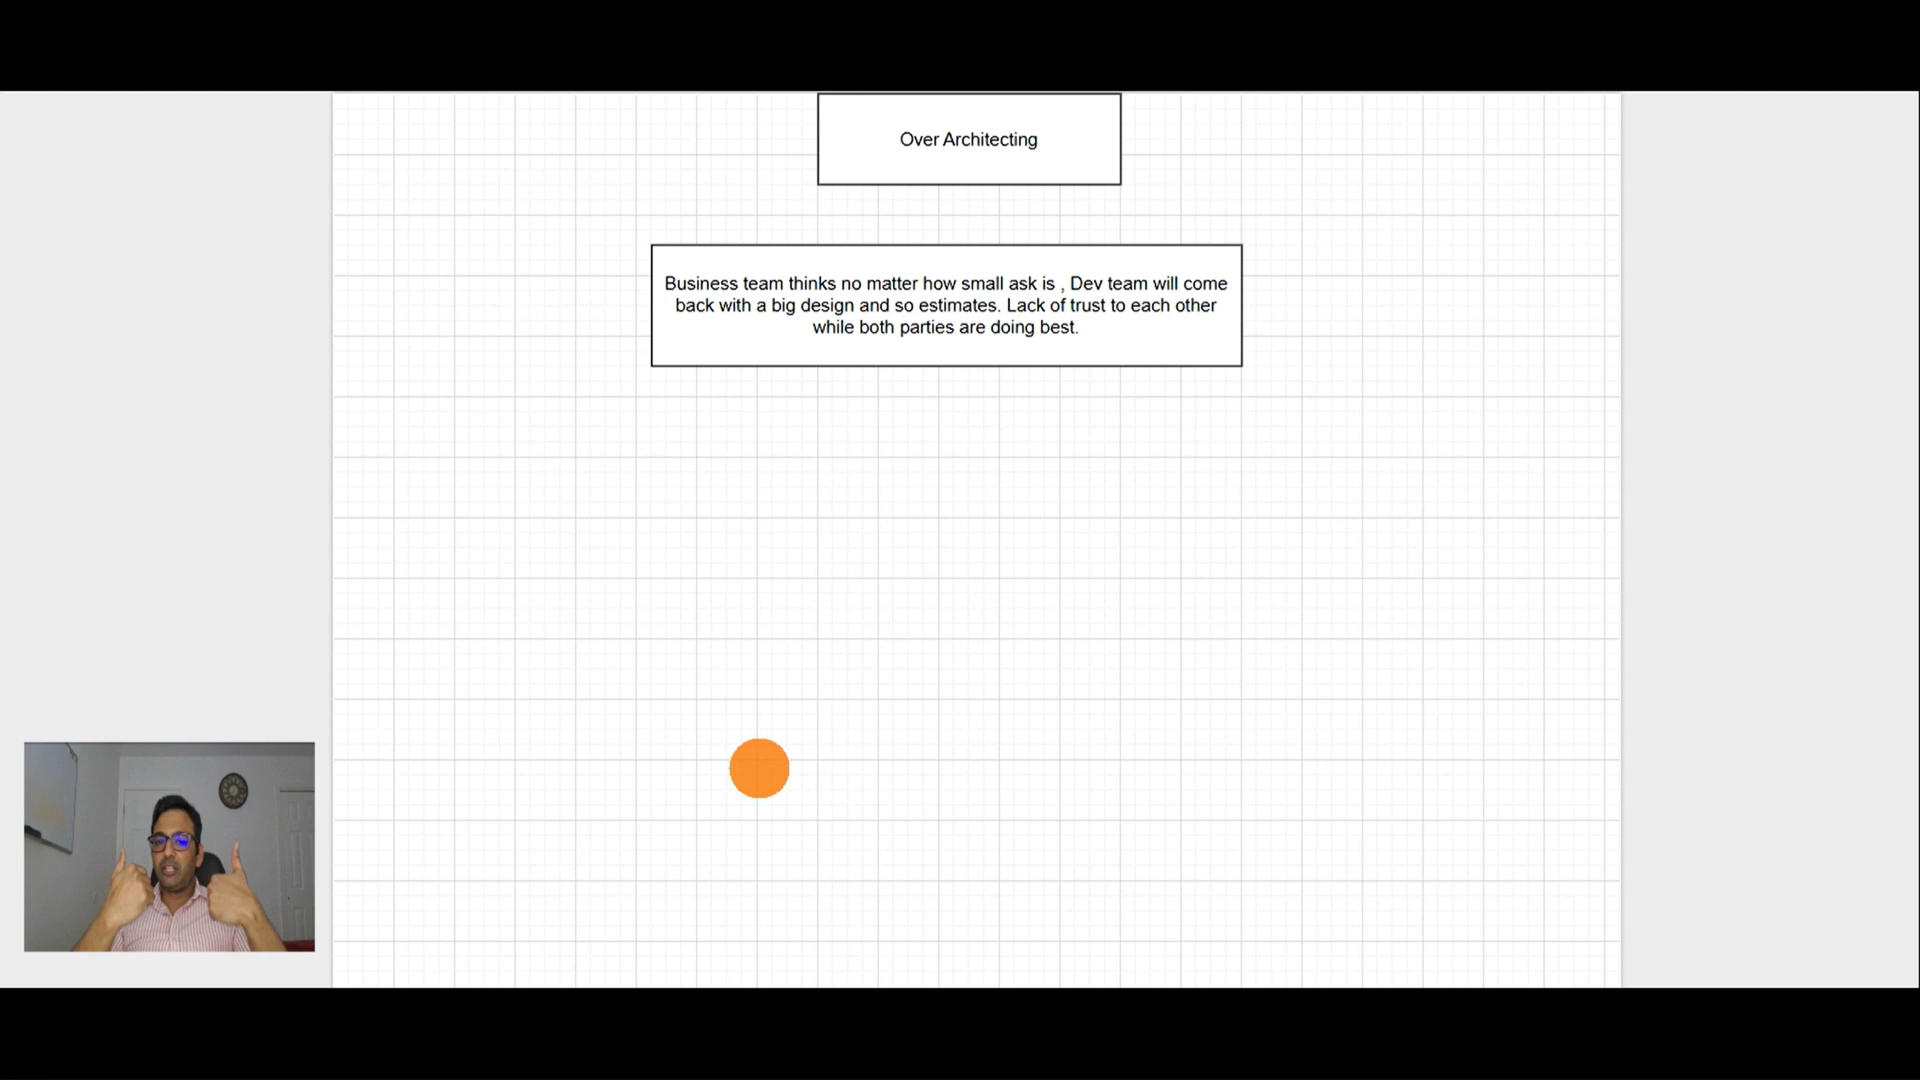 Over Architecting
Business team thinks no matter how small ask is , Dev team will come
back with a big design and so estimates. Lack of trust to each other
while both parties are doing best.